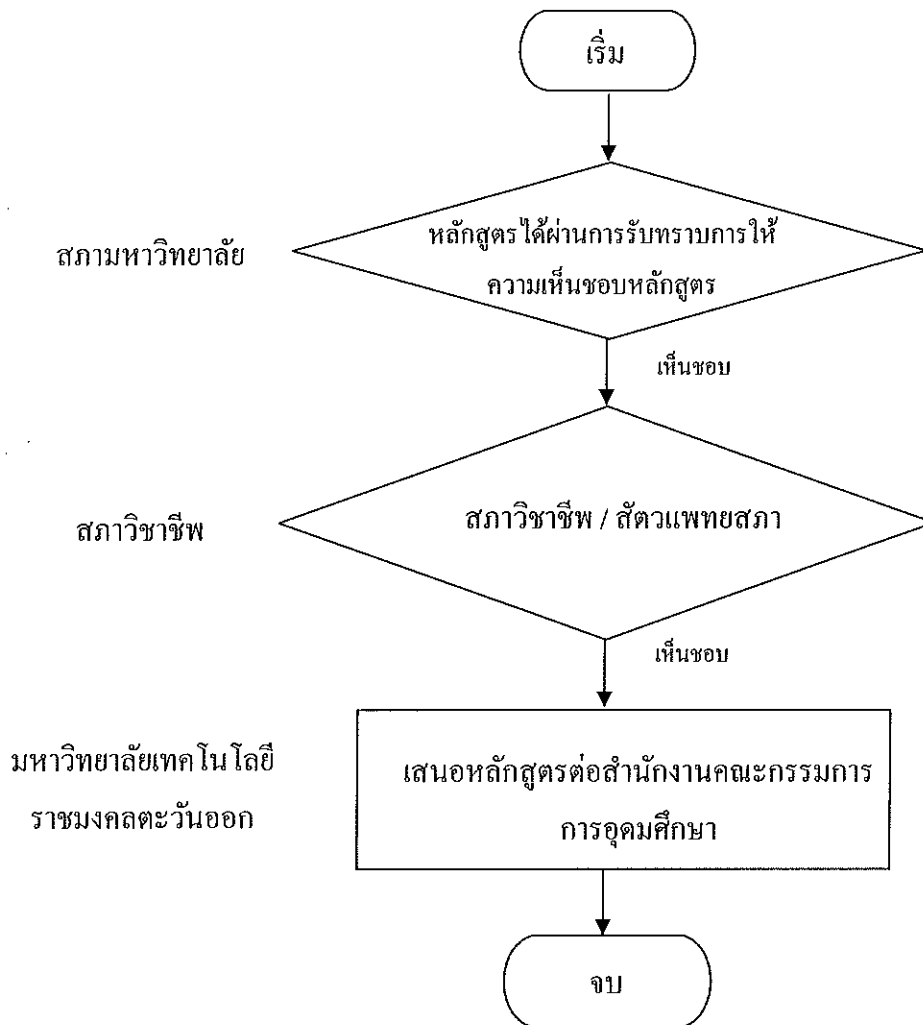 เริ่ม
สภามหาวิทยาลัย
หลักสูตรได้ผ่านการรับทราบการให้
ความเห็นชอบหลักสูตร
เห็นชอบ
สภาวิชาชีพ
สภาวิชาชีพ / สัตวแพทยสภา
เห็นชอบ
มหาวิทยาลัยเทคโนโลยี
ราชมงคลตะวันออก
เสนอหลักสูตรต่อสำนักงานคณะกรรมการ
การอุดมศึกษา
จบ